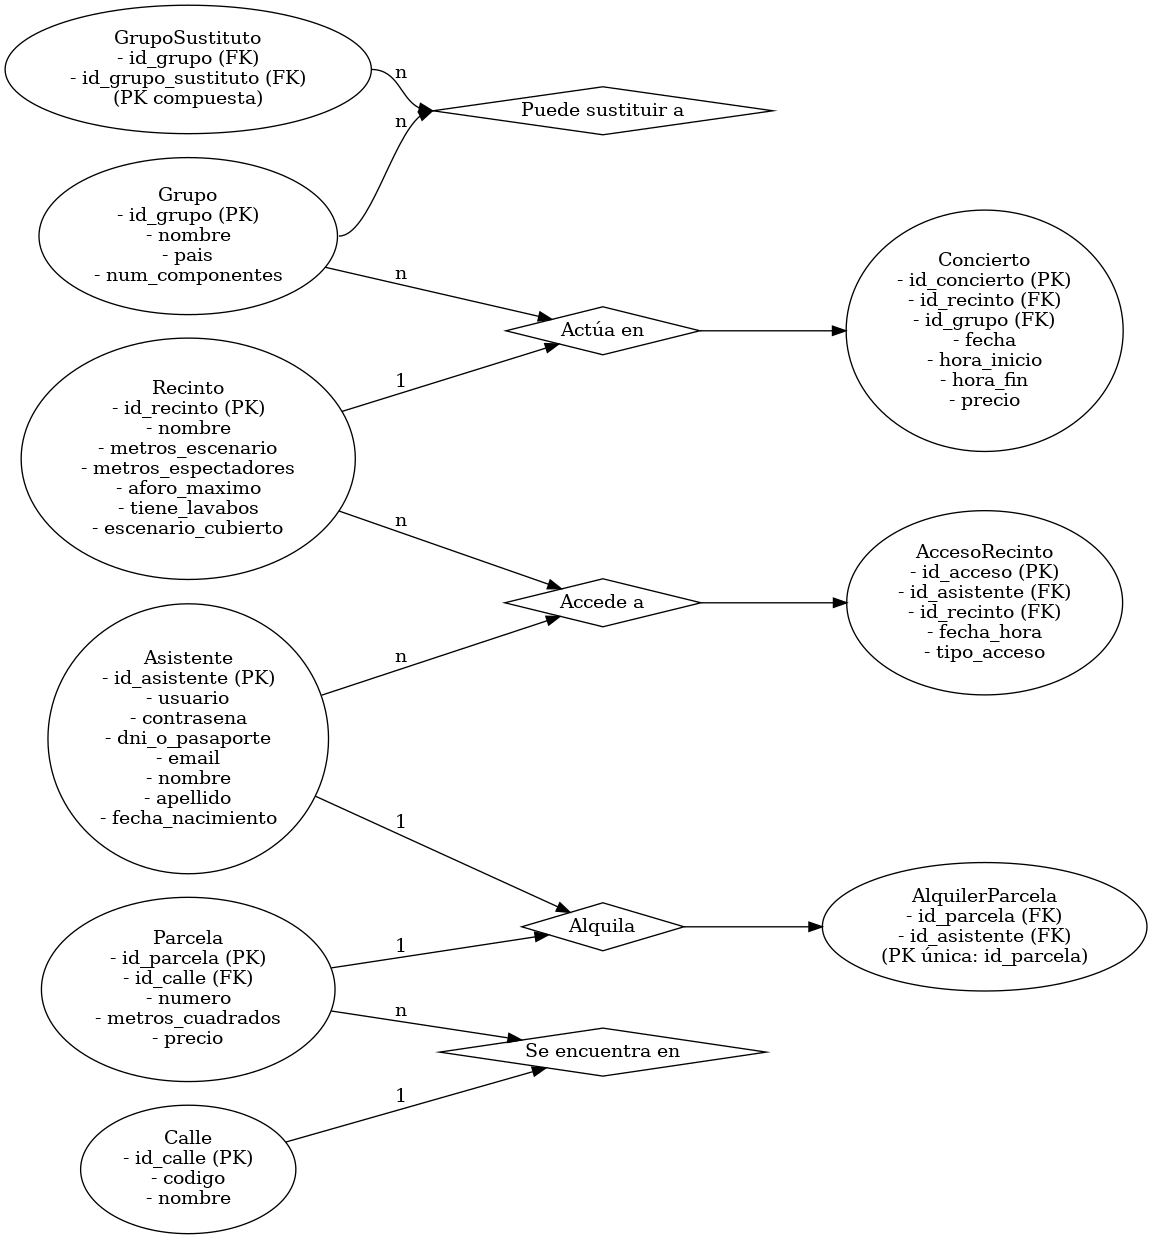 GrupoSustituto
- id_grupo (FK)
- id_grupo_sustituto (FK)
(PK compuesta)
n
n
Puede sustituir a
Grupo
- id_grupo (PK)
- nombre
- pais
- num_componentes
n
Actúa en
Concierto
- id_concierto (PK)
- id_recinto (FK)
- id_grupo (FK)
- fecha
- hora_inicio
- hora_fin
- precio
Recinto
- id_recinto (PK)
- nombre
- metros_escenario
- metros_espectadores
- aforo_maximo
- tiene_lavabos
- escenario_cubierto
1
n
Accede a
AccesoRecinto
- id_acceso (PK)
- id_asistente (FK)
- id_recinto (FK)
- fecha_hora
- tipo_acceso
Asistente
- id_asistente (PK)
- usuario
- contrasena
- dni_o_pasaporte
- email
- nombre
- apellido
- fecha_nacimiento
n
1
Alquila
AlquilerParcela
- id_parcela (FK)
- id_asistente (FK)
(PK única: id_parcela)
Parcela
- id_parcela (PK)
- id_calle (FK)
- numero
- metros_cuadrados
- precio
1
n
Se encuentra en
Calle
- id_calle (PK)
- codigo
- nombre
1